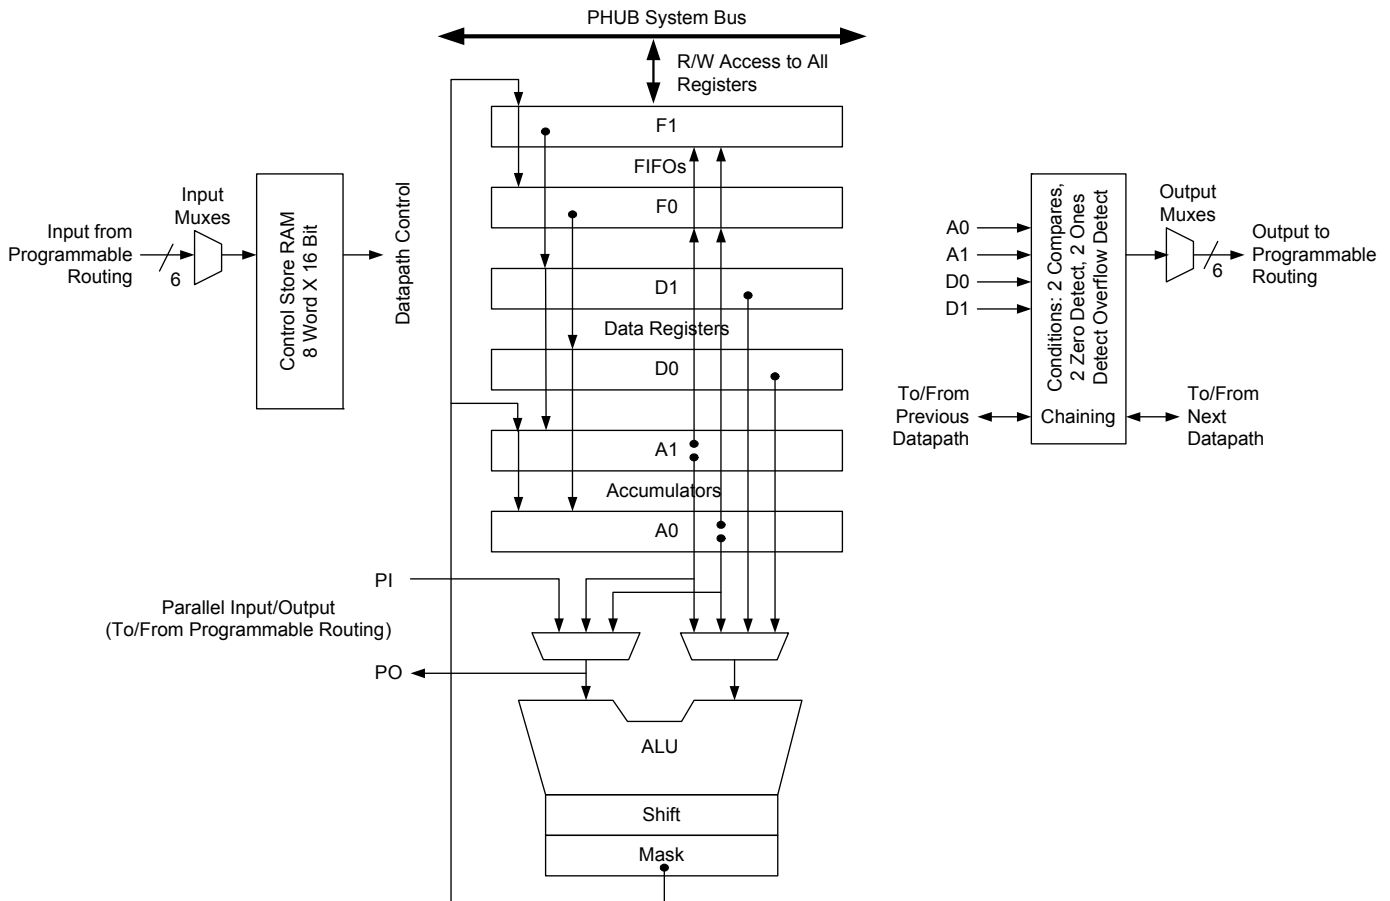 PHUB System Bus
R/W Access to All
Registers
F1
FIFOs
F0
D1
Data Registers
D0
A1
Accumulators
A0
Input from
Programmable
Routing
6
Input
Muxes
Control Store RAM
8 Word X 16 Bit
Datapath Control
PI
Parallel Input/Output
(To/From Programmable Routing)
PO
ALU
Shift
Mask
A0
A1
D0
D1
Conditions: 2 Compares,
2 Zero Detect, 2 Ones
Detect Overflow Detect
Chaining
To/From
Previous
Datapath
To/From
Next
Datapath
Output
Muxes
6
Output to
Programmable
Routing